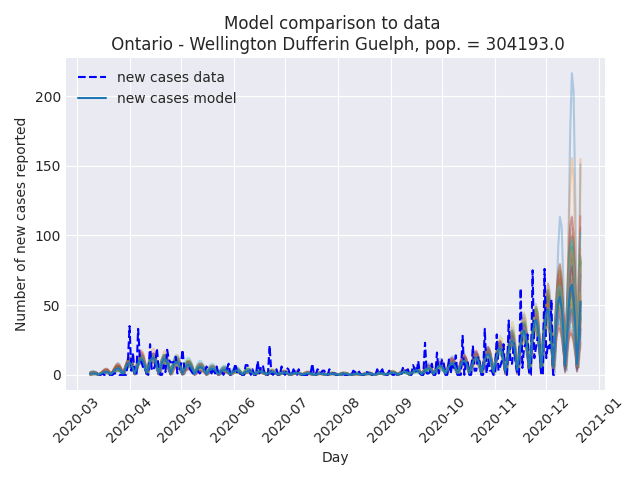 Model comparison to data
Ontario - Wellington Dufferin Guelph, pop. = 304193.0
new cases data
new cases model
Number of new cases reported
200
150
100
50
0
2020-03
2020-04
2020-05
2020-06
2020-07
2020-08
2020-09
2020-10
2020-11
2020-12
2021-01
Day